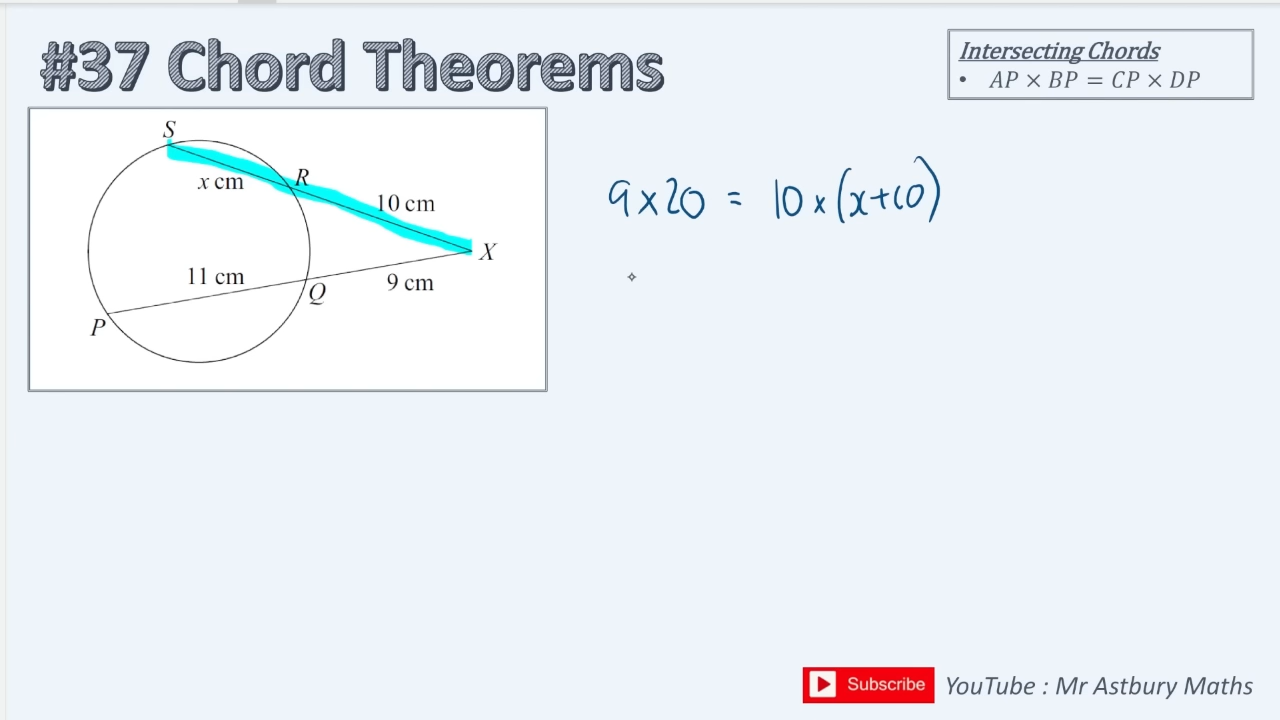 #37 Chord Theorems
Intersecting Chords
• AP × BP = CP × DP
S
x cm
R
10 cm
X
11 cm
9 cm
Q
P
9 × 20 = 10 × (x+10)
Subscribe
YouTube : Mr Astbury Maths